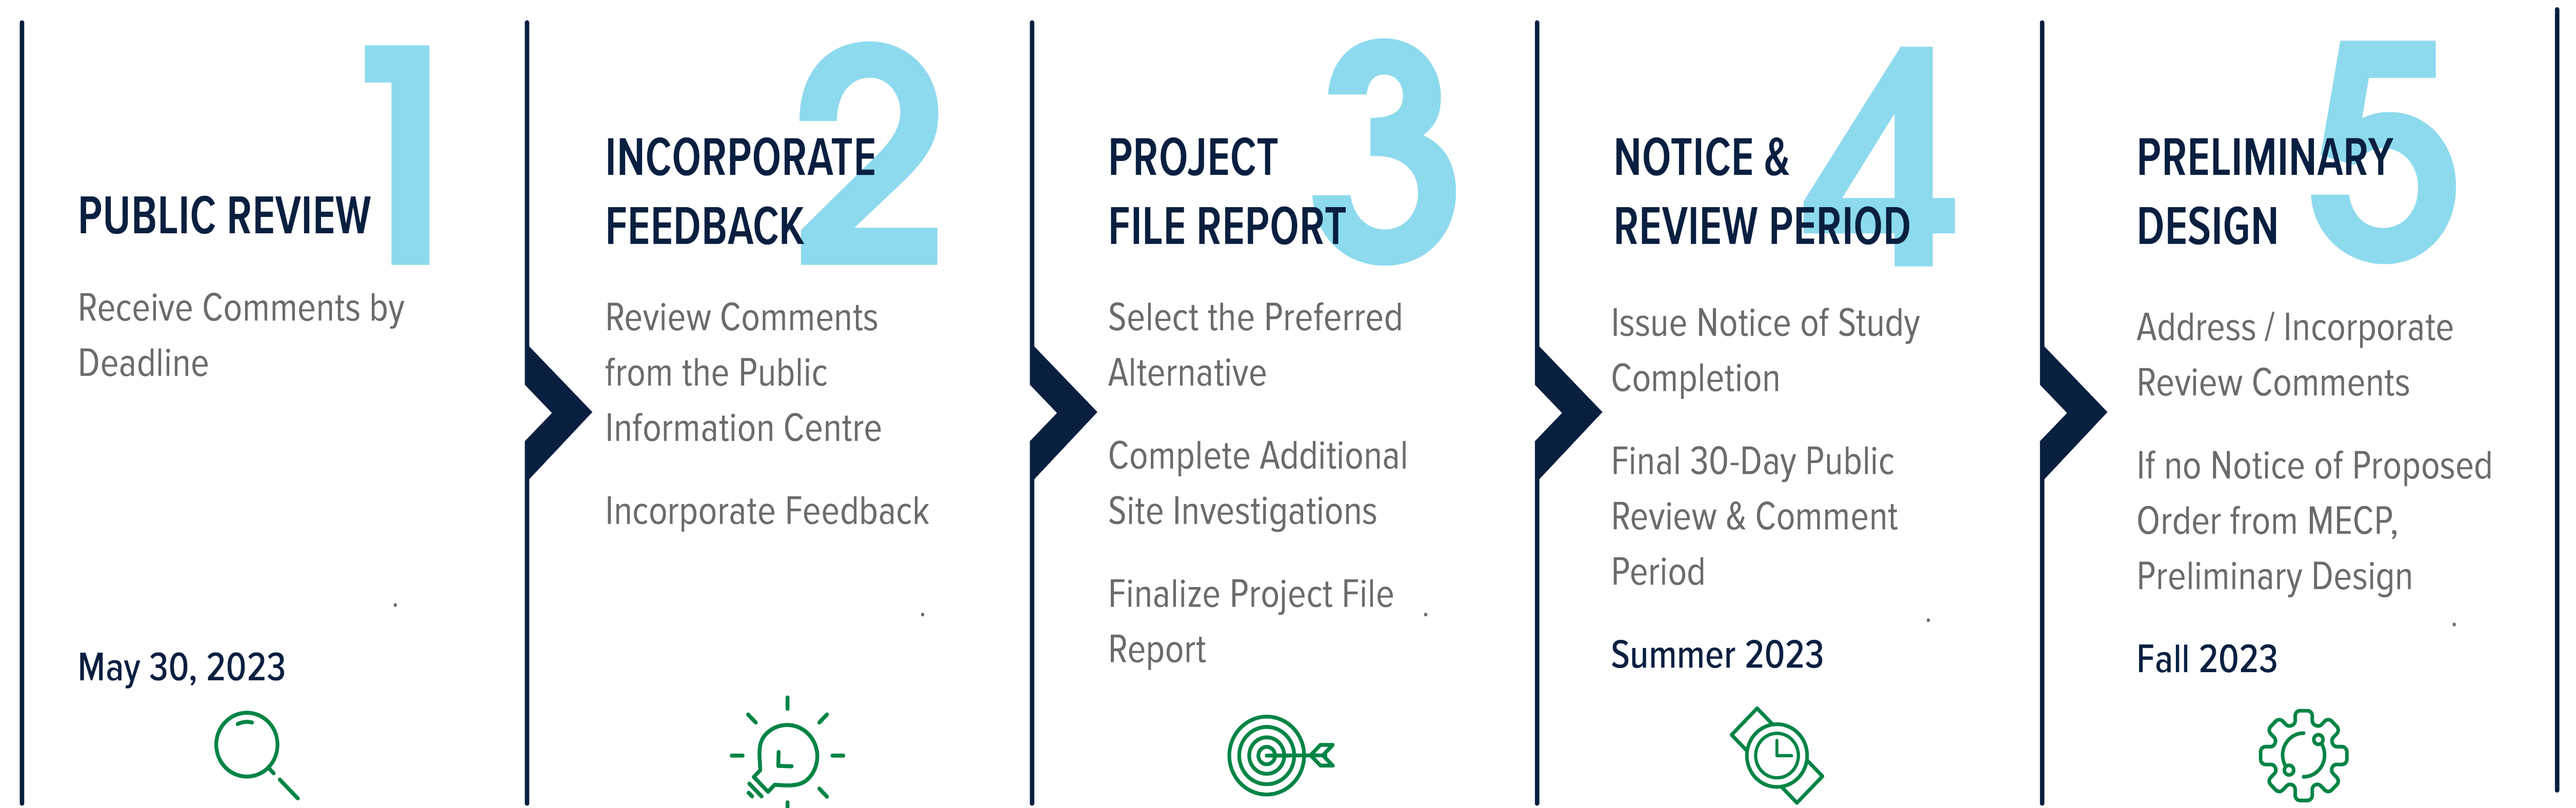 1
PUBLIC REVIEW
Receive Comments by
Deadline
May 30, 2023
2
INCORPORATE
FEEDBACK
Review Comments
from the Public
Information Centre
Incorporate Feedback
3
PROJECT
FILE REPORT
Select the Preferred
Alternative
Complete Additional
Site Investigations
Finalize Project File
Report
4
NOTICE &
REVIEW PERIOD
Issue Notice of Study
Completion
Final 30-Day Public
Review & Comment
Period
Summer 2023
5
PRELIMINARY
DESIGN
Address / Incorporate
Review Comments
If no Notice of Proposed
Order from MECP,
Preliminary Design
Fall 2023